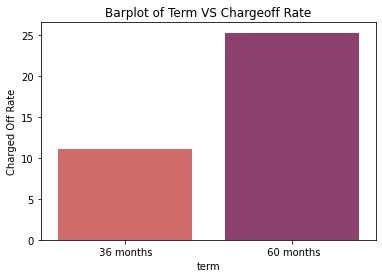 Barplot of Term VS Chargeoff Rate
Charged Off Rate
25
20
15
10
5
0
36 months
60 months
term